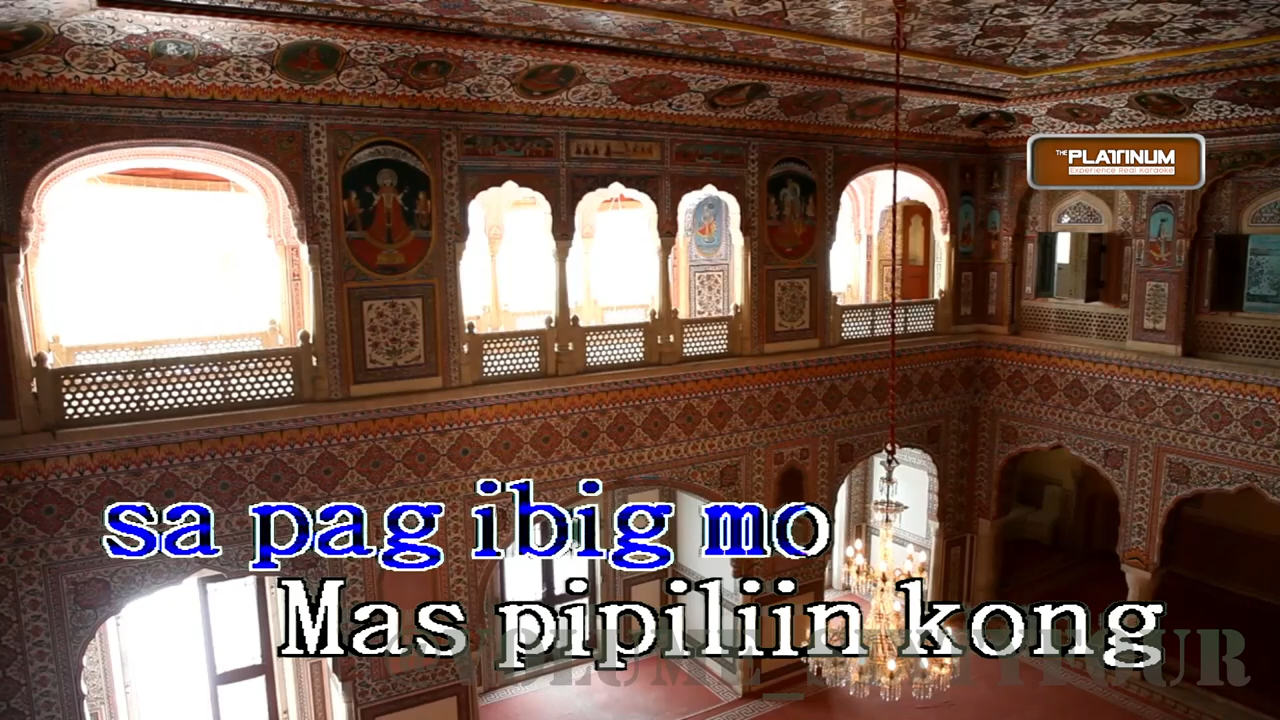 THE PLATINUM
Experience Real Karaoke
sa pag ibig mo
Mas pipiliin kong